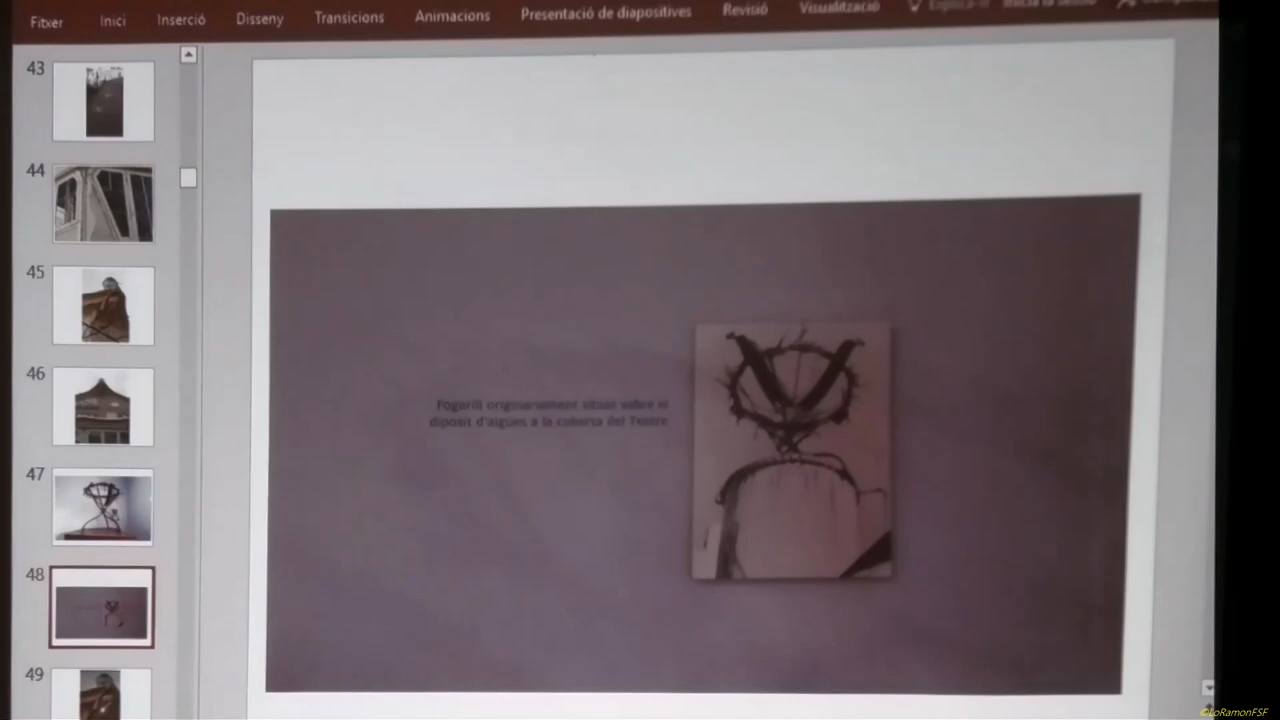 Fitxer
Inici
Inserció
Disseny
Transicions
Animacions
Presentació de diapositives
Revisió
Visualització
43
44
45
46
47
48
49
Fogaril originariament situat sobre el
dipòsit d'aigües a la coberta del Teatre
©LoRamonFSF